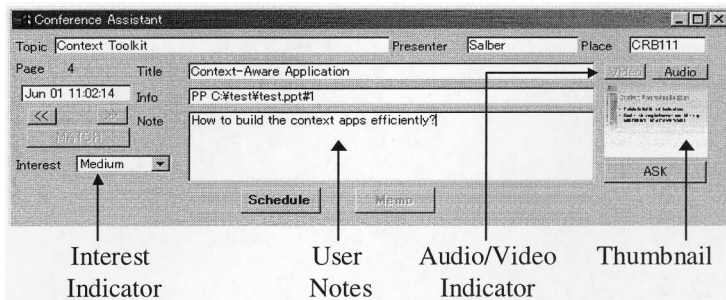 Conference Assistant
Topic Context Toolkit Presenter Salber Place CRB111
Page 4 Title Context-Aware Application Video Audio
Jun 01 11:02:14 Info PP C:¥test¥test.ppt#1
<< >> Note How to build the context apps efficiently?
MATCH
Interest Medium ASK
Schedule Memo
Interest Indicator
User Notes
Audio/Video Indicator
Thumbnail